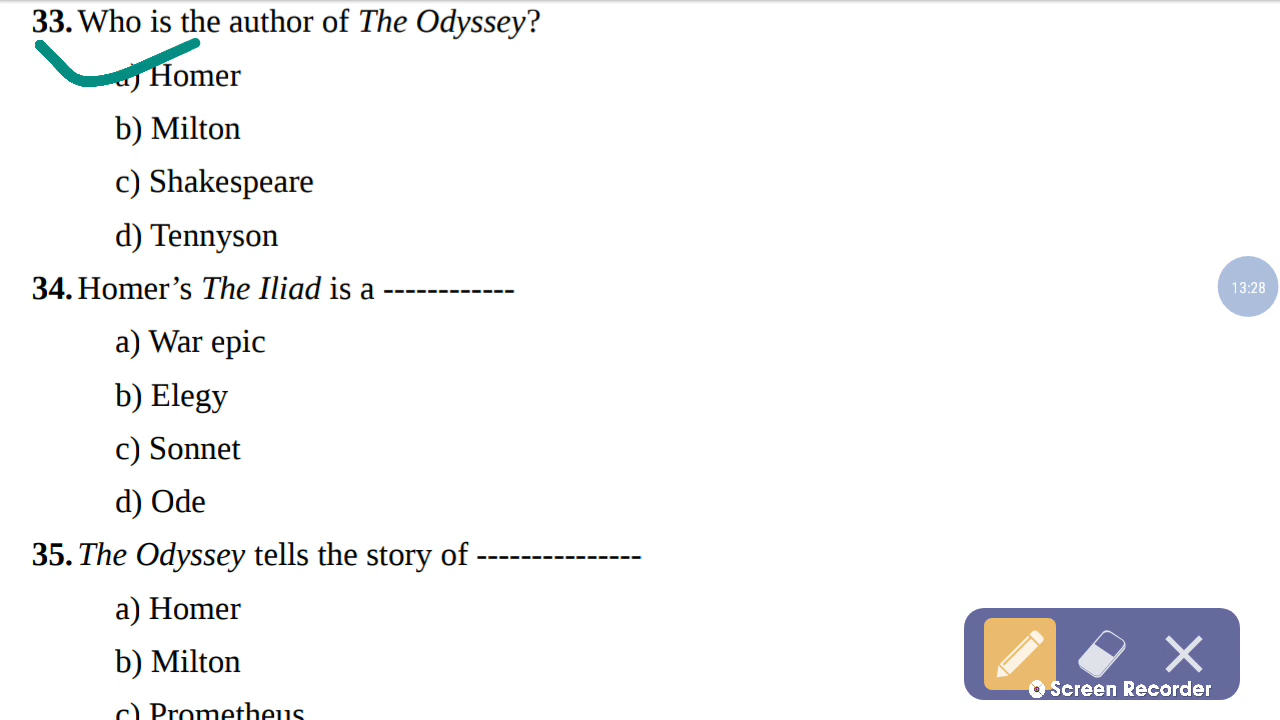 33. Who is the author of The Odyssey?
a) Homer
b) Milton
c) Shakespeare
d) Tennyson
34. Homer’s The Iliad is a ------------
a) War epic
b) Elegy
c) Sonnet
d) Ode
13:28
35. The Odyssey tells the story of ---------------
a) Homer
b) Milton
c) Prometheus
Screen Recorder